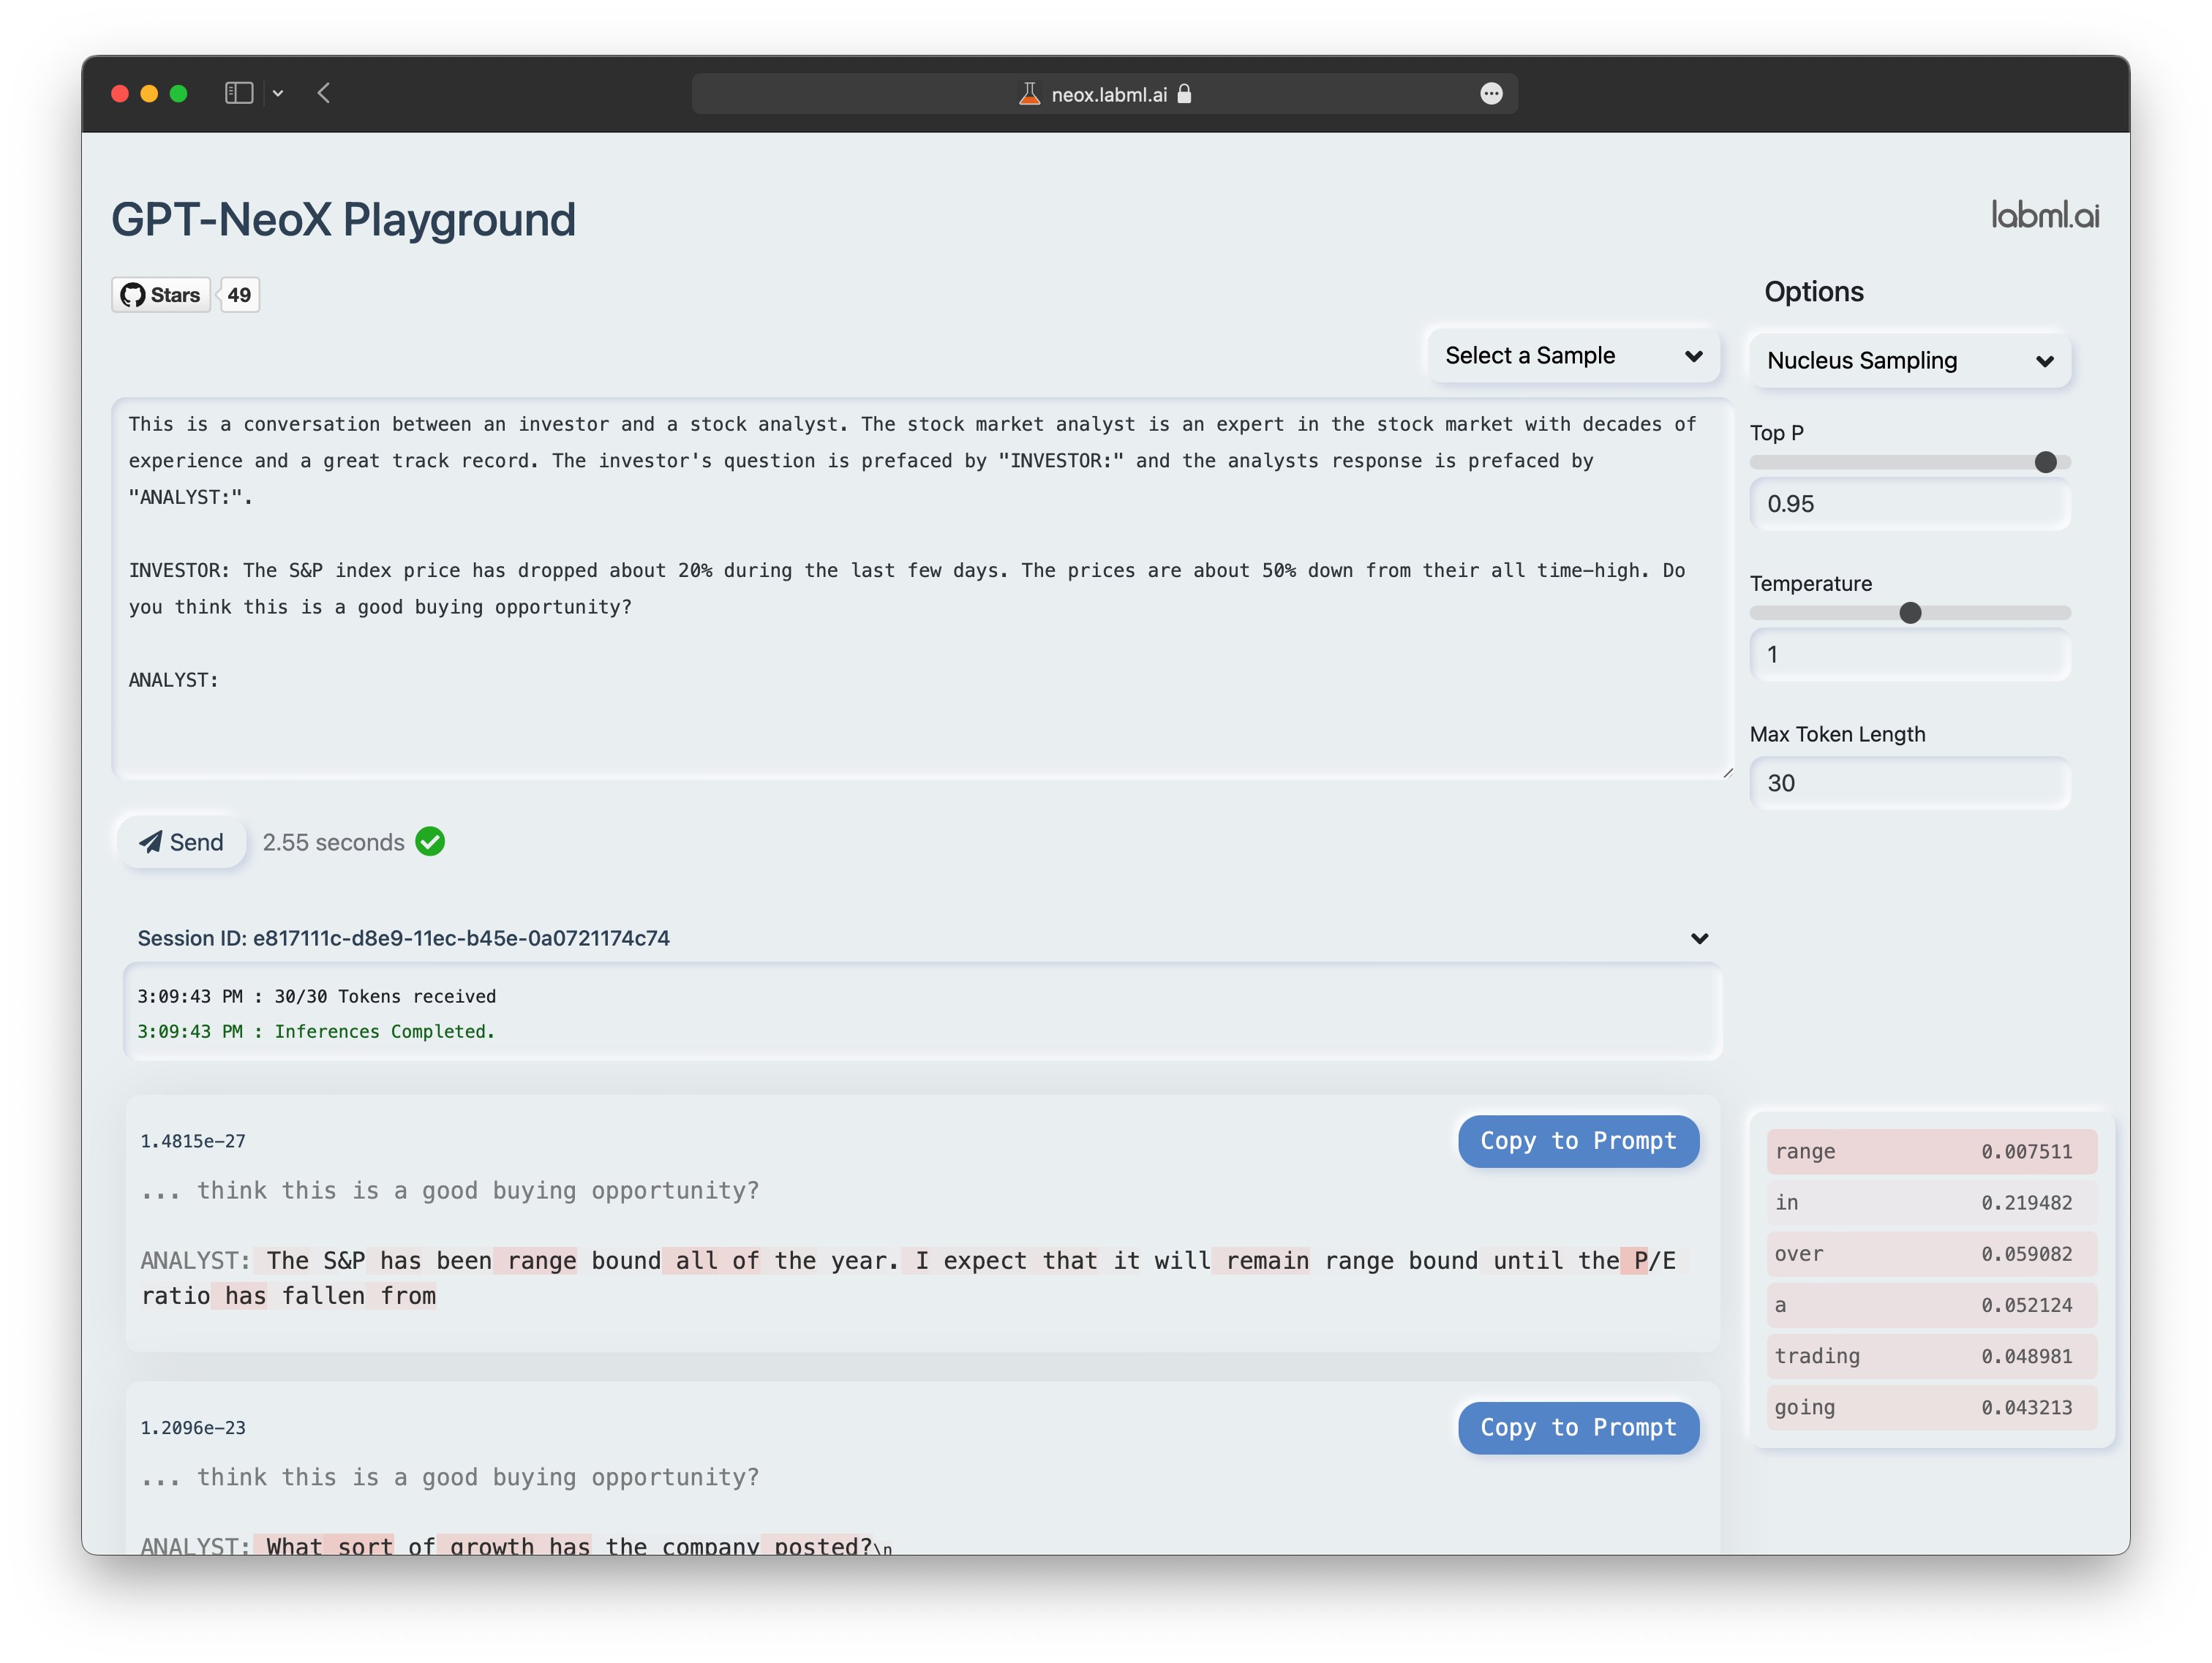 neox.labml.ai
GPT-NeoX Playground
labml.ai
Stars 49
Options
Select a Sample
Nucleus Sampling
This is a conversation between an investor and a stock analyst. The stock market analyst is an expert in the stock market with decades of
experience and a great track record. The investor's question is prefaced by "INVESTOR:" and the analysts response is prefaced by
"ANALYST:".
INVESTOR: The S&P index price has dropped about 20% during the last few days. The prices are about 50% down from their all time-high. Do
you think this is a good buying opportunity?
ANALYST:
Top P
0.95
Temperature
1
Max Token Length
30
Send 2.55 seconds
Session ID: e817111c-d8e9-11ec-b45e-0a0721174c74
3:09:43 PM : 30/30 Tokens received
3:09:43 PM : Inferences Completed.
1.4815e-27
Copy to Prompt
... think this is a good buying opportunity?
ANALYST: The S&P has been range bound all of the year. I expect that it will remain range bound until the P/E
ratio has fallen from
range 0.007511
in 0.219482
over 0.059082
a 0.052124
trading 0.048981
going 0.043213
1.2096e-23
Copy to Prompt
... think this is a good buying opportunity?
ANALYST: What sort of growth has the company posted?\n